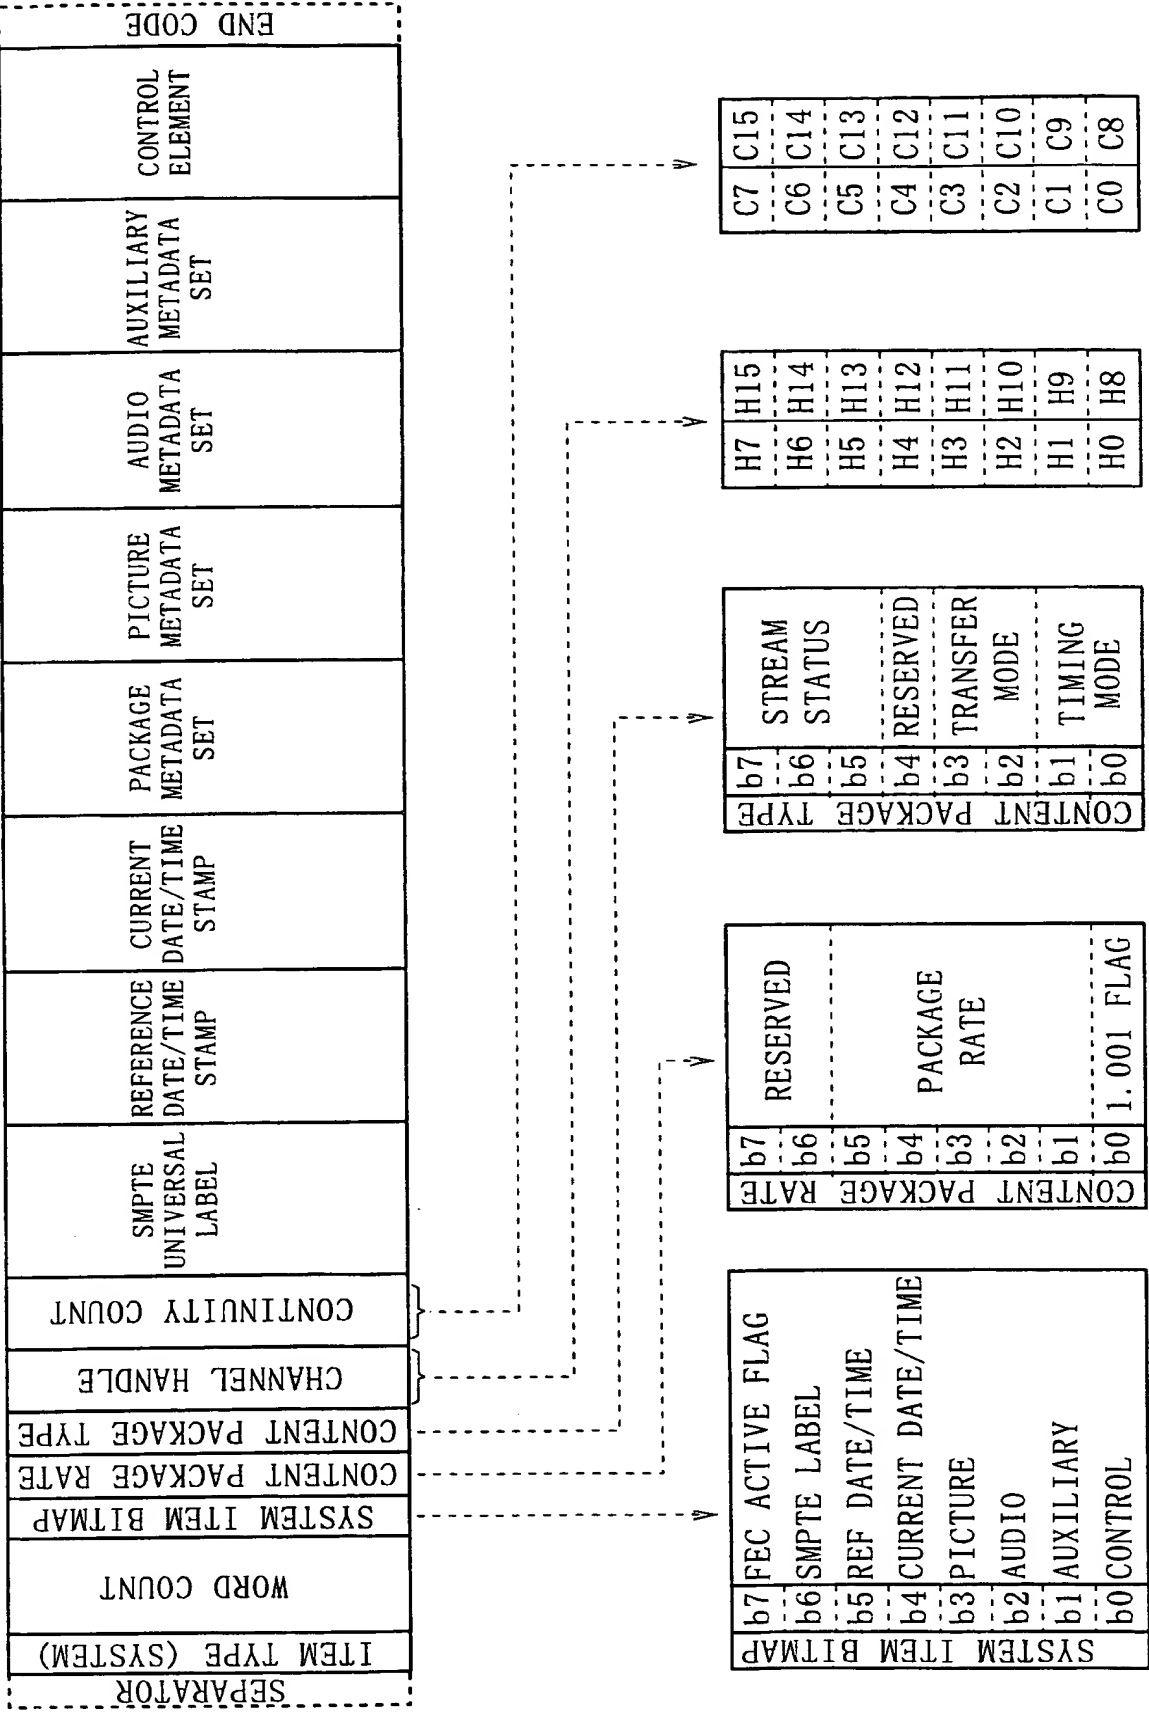 SEPARATOR
ITEM TYPE (SYSTEM)
WORD COUNT
SYSTEM ITEM BITMAP
CONTENT PACKAGE RATE
CONTENT PACKAGE TYPE
CHANNEL HANDLE
CONTINUITY COUNT
SMPTE
UNIVERSAL
LABEL
REFERENCE
DATE/TIME
STAMP
CURRENT
DATE/TIME
STAMP
PACKAGE
METADATA
SET
PICTURE
METADATA
SET
AUDIO
METADATA
SET
AUXILIARY
METADATA
SET
CONTROL
ELEMENT
END CODE
SYSTEM ITEM BITMAP
b7 FEC ACTIVE FLAG
b6 SMPTE LABEL
b5 REF DATE/TIME
b4 CURRENT DATE/TIME
b3 PICTURE
b2 AUDIO
b1 AUXILIARY
b0 CONTROL
CONTENT PACKAGE RATE
b7
b6
b5
b4
b3
b2
b1
b0
RESERVED
PACKAGE
RATE
1.001 FLAG
CONTENT PACKAGE TYPE
b7
b6
b5
b4
b3
b2
b1
b0
STREAM
STATUS
RESERVED
TRANSFER
MODE
TIMING
MODE
H7 H15
H6 H14
H5 H13
H4 H12
H3 H11
H2 H10
H1 H9
H0 H8
C7 C15
C6 C14
C5 C13
C4 C12
C3 C11
C2 C10
C1 C9
C0 C8